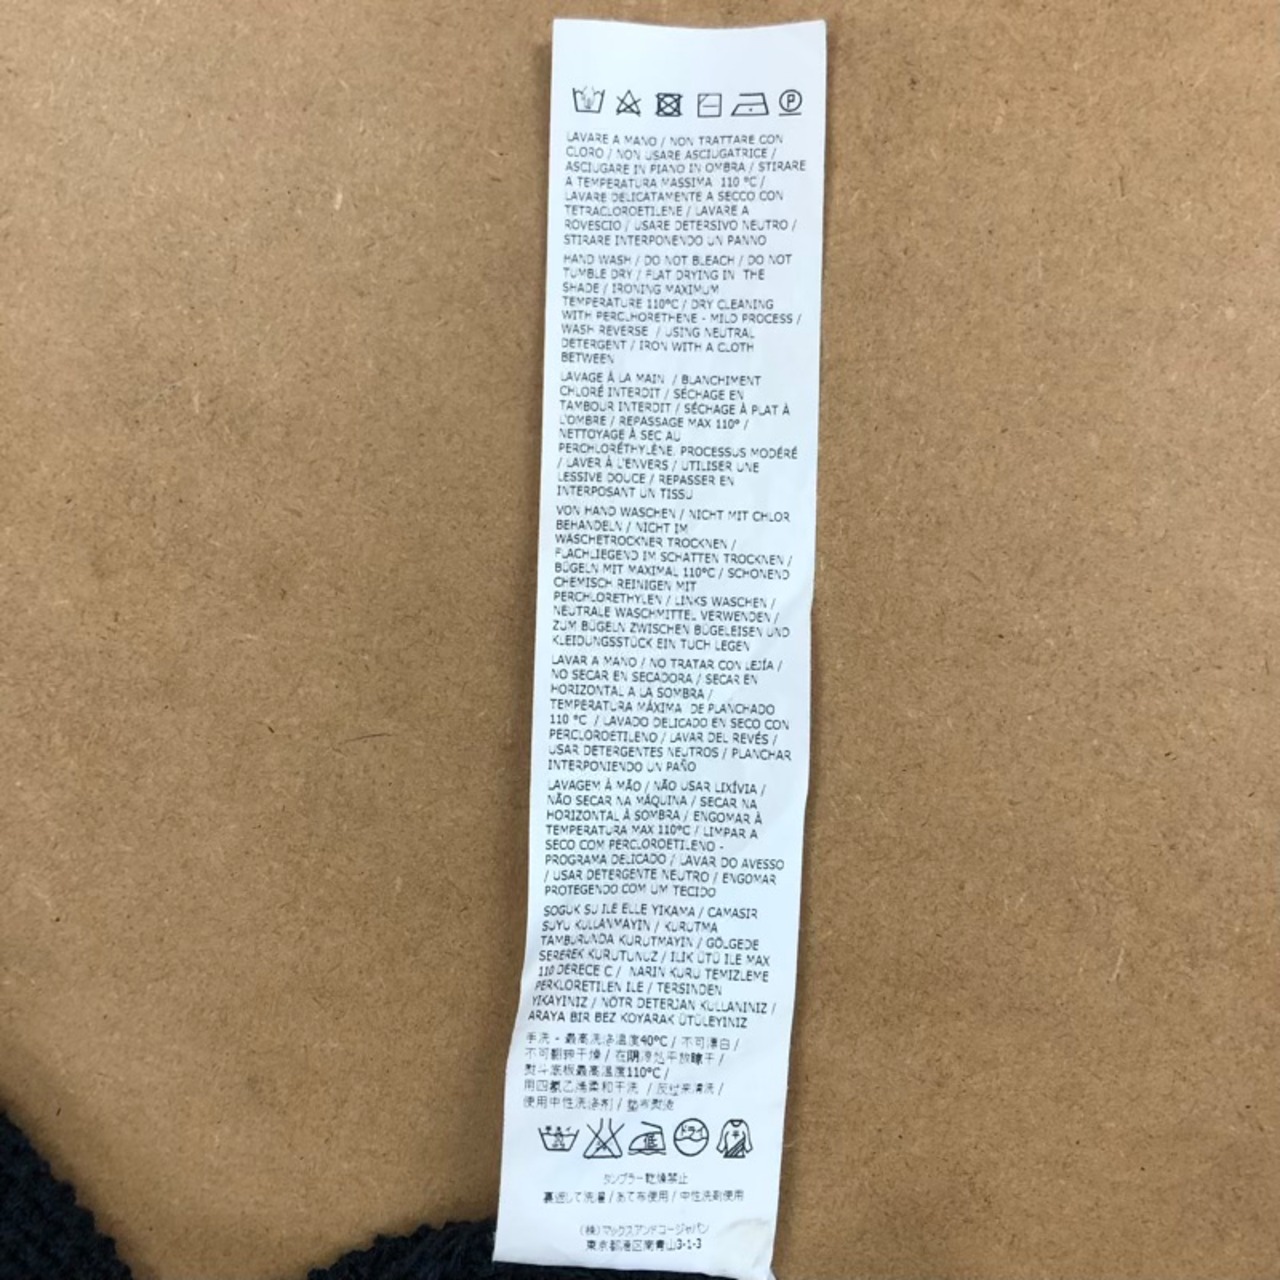 LAVARE A MANO / NON TRATTARE CON
CLORO / NON USARE ASCIUGATRICE /
ASCIUGARE IN PIANO IN OMBRA / STIRARE
A TEMPERATURA MASSIMA 110 °C /
LAVARE DELICATAMENTE A SECCO CON
TETRACLOROETILENE / LAVARE A
ROVESCIO / USARE DETERSIVO NEUTRO /
STIRARE INTERPONENDO UN PANNO
HAND WASH / DO NOT BLEACH / DO NOT
TUMBLE DRY / FLAT DRYING IN THE
SHADE / IRONING MAXIMUM
TEMPERATURE 110°C / DRY CLEANING
WITH PERCLHORETHENE - MILD PROCESS /
WASH REVERSE / USING NEUTRAL
DETERGENT / IRON WITH A CLOTH
BETWEEN
LAVAGE À LA MAIN / BLANCHIMENT
CHLORÉ INTERDIT / SÉCHAGE EN
TAMBOUR INTERDIT / SÉCHAGE À PLAT À
L'OMBRE / REPASSAGE MAX 110° /
NETTOYAGE À SEC AU
PERCHLORÉTHYLÈNE, PROCESSUS MODÉRÉ
/ LAVER À L'ENVERS / UTILISER UNE
LESSIVE DOUCE / REPASSER EN
INTERPOSANT UN TISSU
VON HAND WASCHEN / NICHT MIT CHLOR
BEHANDELN / NICHT IM
WÄSCHETROCKNER TROCKNEN /
FLACHLIEGEND IM SCHATTEN TROCKNEN /
BÜGELN MIT MAXIMAL 110°C / SCHONEND
CHEMISCH REINIGEN MIT
PERCHLORETHYLEN / LINKS WASCHEN /
NEUTRALE WASCHMITTEL VERWENDEN /
ZUM BÜGELN ZWISCHEN BÜGELEISEN UND
KLEIDUNGSSTÜCK EIN TUCH LEGEN
LAVAR A MANO / NO TRATAR CON LEJÍA /
NO SECAR EN SECADORA / SECAR EN
HORIZONTAL A LA SOMBRA /
TEMPERATURA MÁXIMA DE PLANCHADO
110 °C / LAVADO DELICADO EN SECO CON
PERCLOROETILENO / LAVAR DEL REVÉS /
USAR DETERGENTES NEUTROS / PLANCHAR
INTERPONIENDO UN PAÑO
LAVAGEM À MÃO / NÃO USAR LIXÍVIA /
NÃO SECAR NA MÁQUINA / SECAR NA
HORIZONTAL À SOMBRA / ENGOMAR À
TEMPERATURA MAX 110°C / LIMPAR A
SECO COM PERCLOROETILENO -
PROGRAMA DELICADO / LAVAR DO AVESSO
/ USAR DETERGENTE NEUTRO / ENGOMAR
PROTEGENDO COM UM TECIDO
SOGUK SU ILE ELLE YIKAMA / CAMASIR
SUYU KULLANMAYIN / KURUTMA
TAMBURUNDA KURUTMAYIN / GÖLGEDE
SEREREK KURUTUNUZ / ILIK ÜTÜ ILE MAX
110 DERECE C / NARIN KURU TEMIZLEME
PERKLORETILEN ILE / TERSINDEN
YIKAYINIZ / NÖTR DETERJAN KULLANINIZ /
ARAYA BIR BEZ KOYARAK ÜTÜLEYINIZ
手洗 - 最高洗涤温度40°C / 不可漂白 /
不可翻转干燥 / 在阴凉处平放晾干 /
熨斗底板最高温度110°C /
用四氯乙烯柔和干洗 / 反过来清洗 /
使用中性洗涤剂 / 垫布熨烫
手洗イ 低 ドライ 平
タンブラー乾燥禁止
裏返して洗濯 / あて布使用 / 中性洗剤使用
(株)マックスアンドコージャパン
東京都港区南青山3-1-3